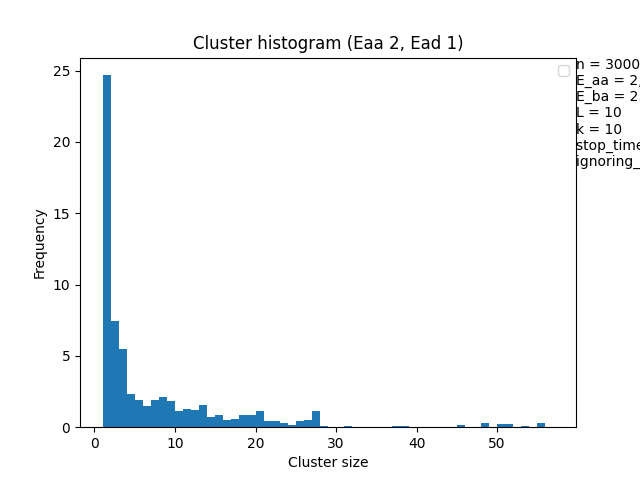 Cluster histogram (Eaa 2, Ead 1)
n = 3000
E_aa = 2,
E_ba = 2
L = 10
k = 10
stop_time
ignoring_
25
20
15
10
5
0
Frequency
0 10 20 30 40 50
Cluster size